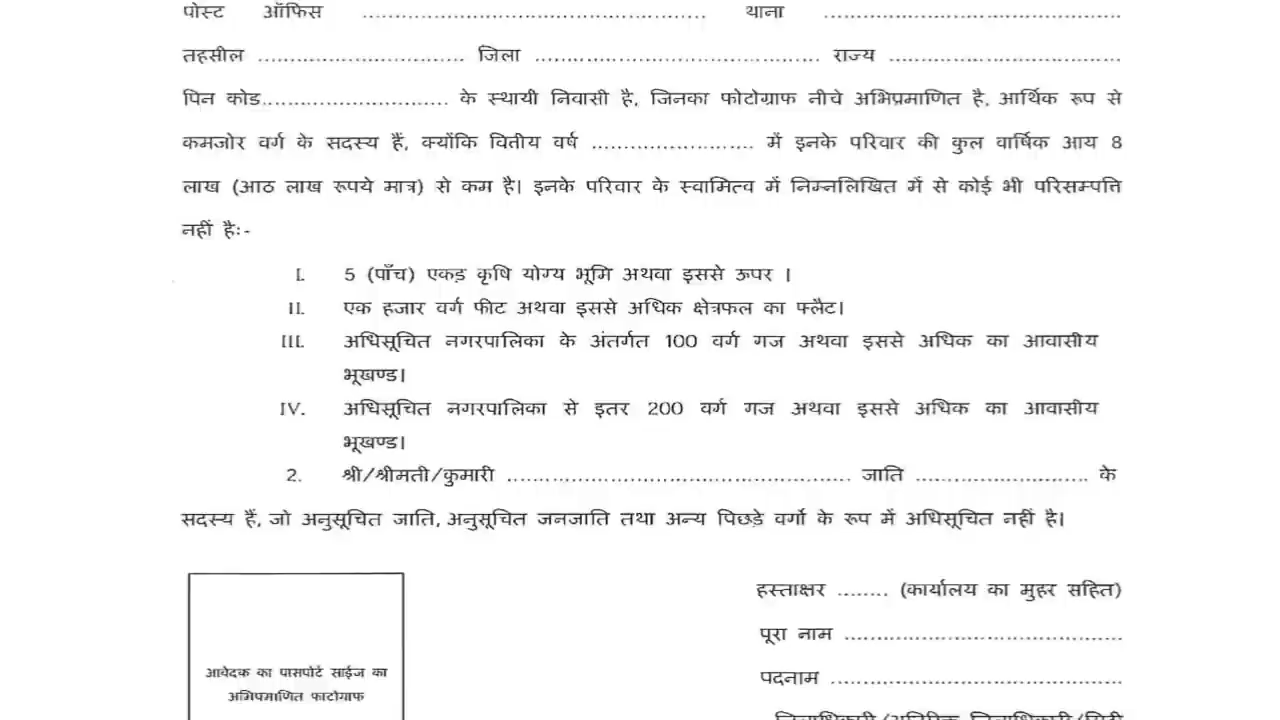 पोस्ट ऑफिस ........................................................ थाना ................................................
तहसील ................................. जिला .............................................. राज्य .....................................
पिन कोड.............................. के स्थायी निवासी है, जिनका फोटोग्राफ नीचे अभिप्रमाणित है, आर्थिक रूप से
कमजोर वर्ग के सदस्य हैं, क्योंकि वितीय वर्ष .......................... में इनके परिवार की कुल वार्षिक आय 8
लाख (आठ लाख रूपये मात्र) से कम है। इनके परिवार के स्वामित्व में निम्नलिखित में से कोई भी परिसम्पत्ति
नहीं है:-
I. 5 (पाँच) एकड़ कृषि योग्य भूमि अथवा इससे ऊपर ।
II. एक हजार वर्ग फीट अथवा इससे अधिक क्षेत्रफल का फ्लैट।
III. अधिसूचित नगरपालिका के अंतर्गत 100 वर्ग गज अथवा इससे अधिक का आवासीय
भूखण्ड।
IV. अधिसूचित नगरपालिका से इतर 200 वर्ग गज अथवा इससे अधिक का आवासीय
भूखण्ड।
2. श्री/श्रीमती/कुमारी ....................................................... जाति ........................... के
सदस्य हैं, जो अनुसूचित जाति, अनुसूचित जनजाति तथा अन्य पिछड़े वर्गो के रूप में अधिसूचित नहीं है।
हस्ताक्षर ........ (कार्यालय का मुहर सहित)
पूरा नाम .............................................
पदनाम ...............................................
आवेदक का पासपोर्ट साईज का
अभिप्रमाणित फाटोग्राफ